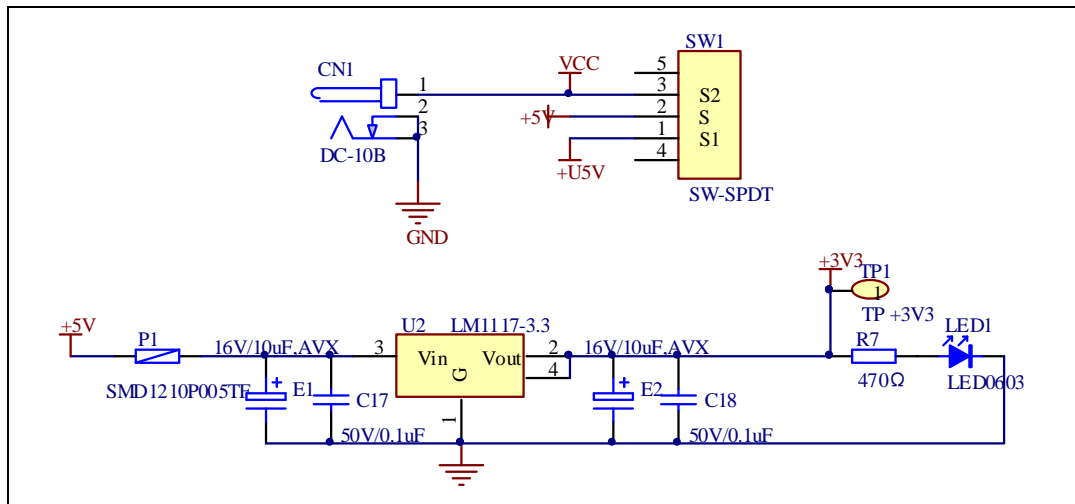 SW1
CN1
VCC
5
1
3
S2
2
+5V
2
S
3
1
S1
DC-10B
4
+U5V
SW-SPDT
GND
+3V3
TP1
1
TP +3V3
+5V
P1
U2
LM1117-3.3
R7
LED1
16V/10uF,AVX
3
Vin
Vout
2
16V/10uF,AVX
4
G
SMD1210P005TF
+
E1
C17
+
E2
C18
470Ω
LED0603
1
50V/0.1uF
50V/0.1uF